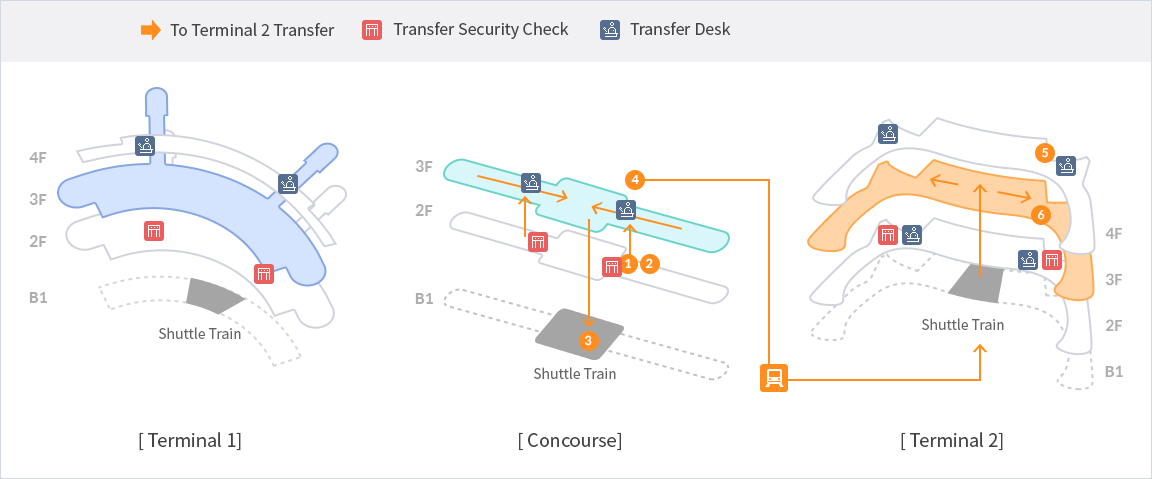 To Terminal 2 Transfer
Transfer Security Check
Transfer Desk
4F
3F
2F
B1
Shuttle Train
[ Terminal 1]
3F
2F
B1
4
1
2
3
Shuttle Train
[ Concourse]
5
6
4F
3F
2F
B1
Shuttle Train
[ Terminal 2]